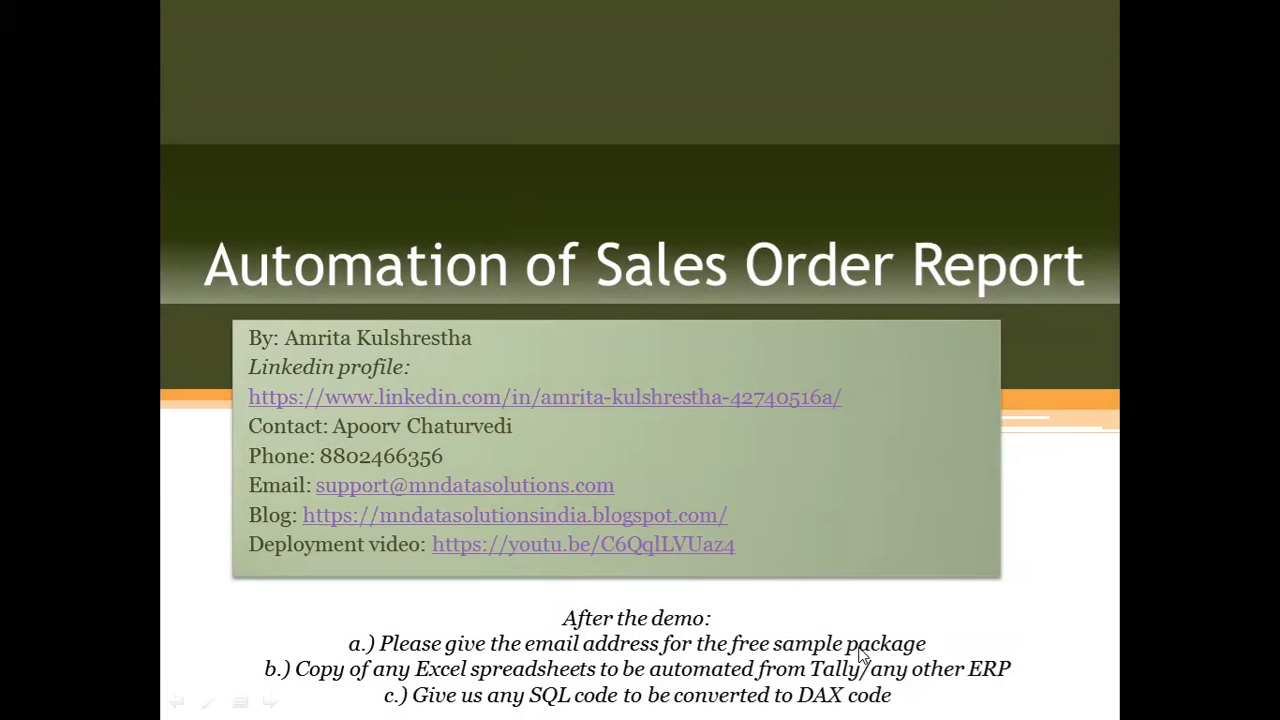 Automation of Sales Order Report
By: Amrita Kulshrestha
Linkedin profile:
https://www.linkedin.com/in/amrita-kulshrestha-42740516a/
Contact: Apoorv Chaturvedi
Phone: 8802466356
Email: support@mndatasolutions.com
Blog: https://mndatasolutionsindia.blogspot.com/
Deployment video: https://youtu.be/C6QqlLVUaz4
After the demo:
a.) Please give the email address for the free sample package
b.) Copy of any Excel spreadsheets to be automated from Tally/any other ERP
c.) Give us any SQL code to be converted to DAX code